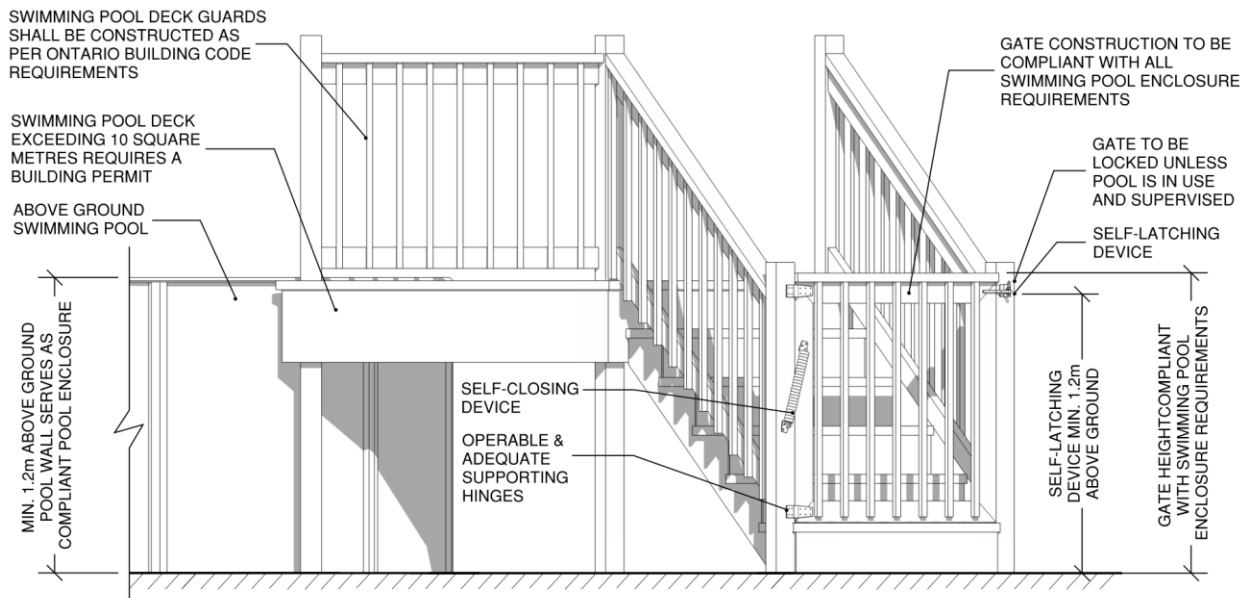 SWIMMING POOL DECK GUARDS
SHALL BE CONSTRUCTED AS
PER ONTARIO BUILDING CODE
REQUIREMENTS
SWIMMING POOL DECK
EXCEEDING 10 SQUARE
METRES REQUIRES A
BUILDING PERMIT
ABOVE GROUND
SWIMMING POOL
MIN. 1.2m ABOVE GROUND
POOL WALL SERVES AS
COMPLIANT POOL ENCLOSURE
SELF-CLOSING
DEVICE
OPERABLE &
ADEQUATE
SUPPORTING
HINGES
GATE CONSTRUCTION TO BE
COMPLIANT WITH ALL
SWIMMING POOL ENCLOSURE
REQUIREMENTS
GATE TO BE
LOCKED UNLESS
POOL IS IN USE
AND SUPERVISED
SELF-LATCHING
DEVICE
SELF-LATCHING
DEVICE MIN. 1.2m
ABOVE GROUND
GATE HEIGHTCOMPLIANT
WITH SWIMMING POOL
ENCLOSURE REQUIREMENTS